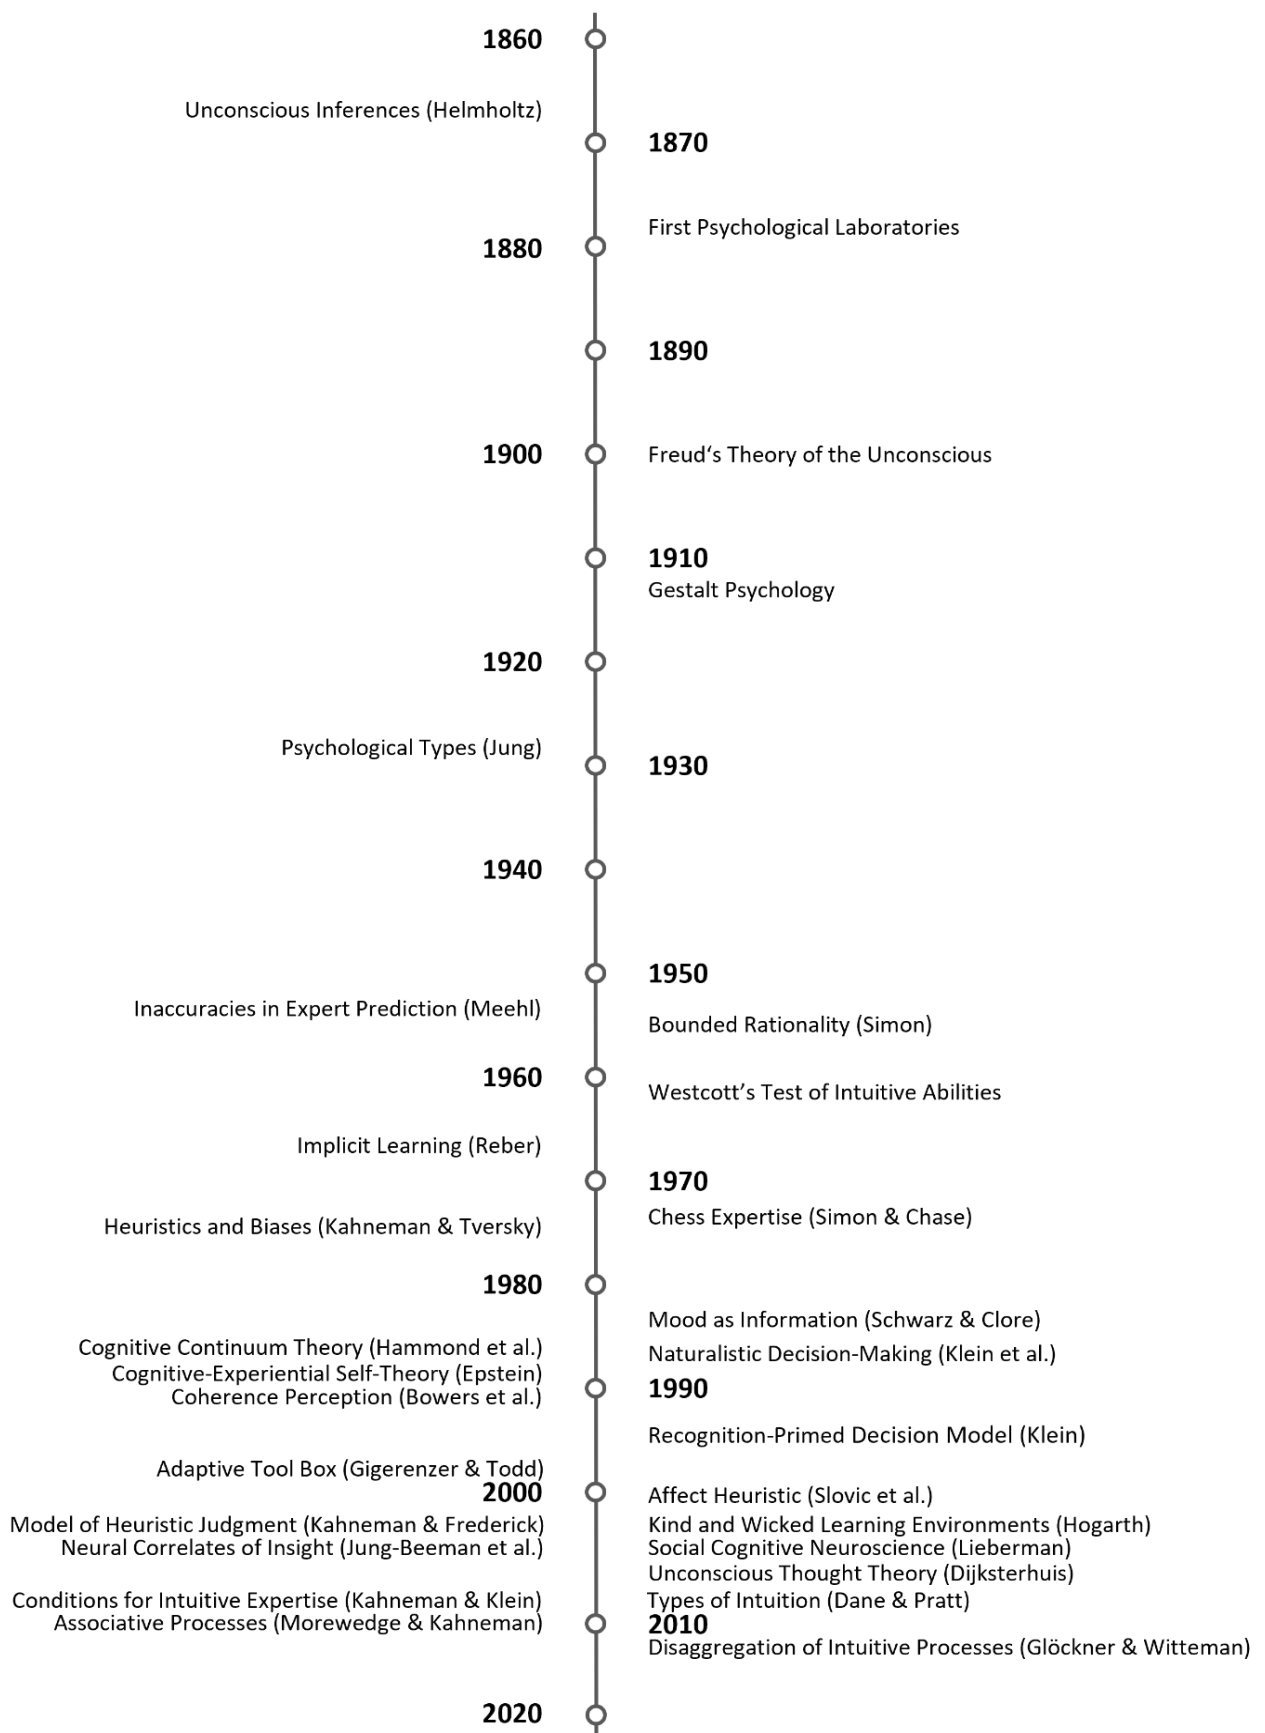 1860
Unconscious Inferences (Helmholtz)
1870
First Psychological Laboratories
1880
1890
1900
Freud‘s Theory of the Unconscious
1910
Gestalt Psychology
1920
Psychological Types (Jung)
1930
1940
1950
Inaccuracies in Expert Prediction (Meehl)
Bounded Rationality (Simon)
1960
Westcott’s Test of Intuitive Abilities
Implicit Learning (Reber)
1970
Chess Expertise (Simon & Chase)
Heuristics and Biases (Kahneman & Tversky)
1980
Mood as Information (Schwarz & Clore)
Cognitive Continuum Theory (Hammond et al.)
Naturalistic Decision-Making (Klein et al.)
Cognitive-Experiential Self-Theory (Epstein)
1990
Coherence Perception (Bowers et al.)
Recognition-Primed Decision Model (Klein)
Adaptive Tool Box (Gigerenzer & Todd)
2000
Affect Heuristic (Slovic et al.)
Model of Heuristic Judgment (Kahneman & Frederick)
Kind and Wicked Learning Environments (Hogarth)
Neural Correlates of Insight (Jung-Beeman et al.)
Social Cognitive Neuroscience (Lieberman)
Unconscious Thought Theory (Dijksterhuis)
Conditions for Intuitive Expertise (Kahneman & Klein)
Types of Intuition (Dane & Pratt)
Associative Processes (Morewedge & Kahneman)
2010
Disaggregation of Intuitive Processes (Glöckner & Witteman)
2020